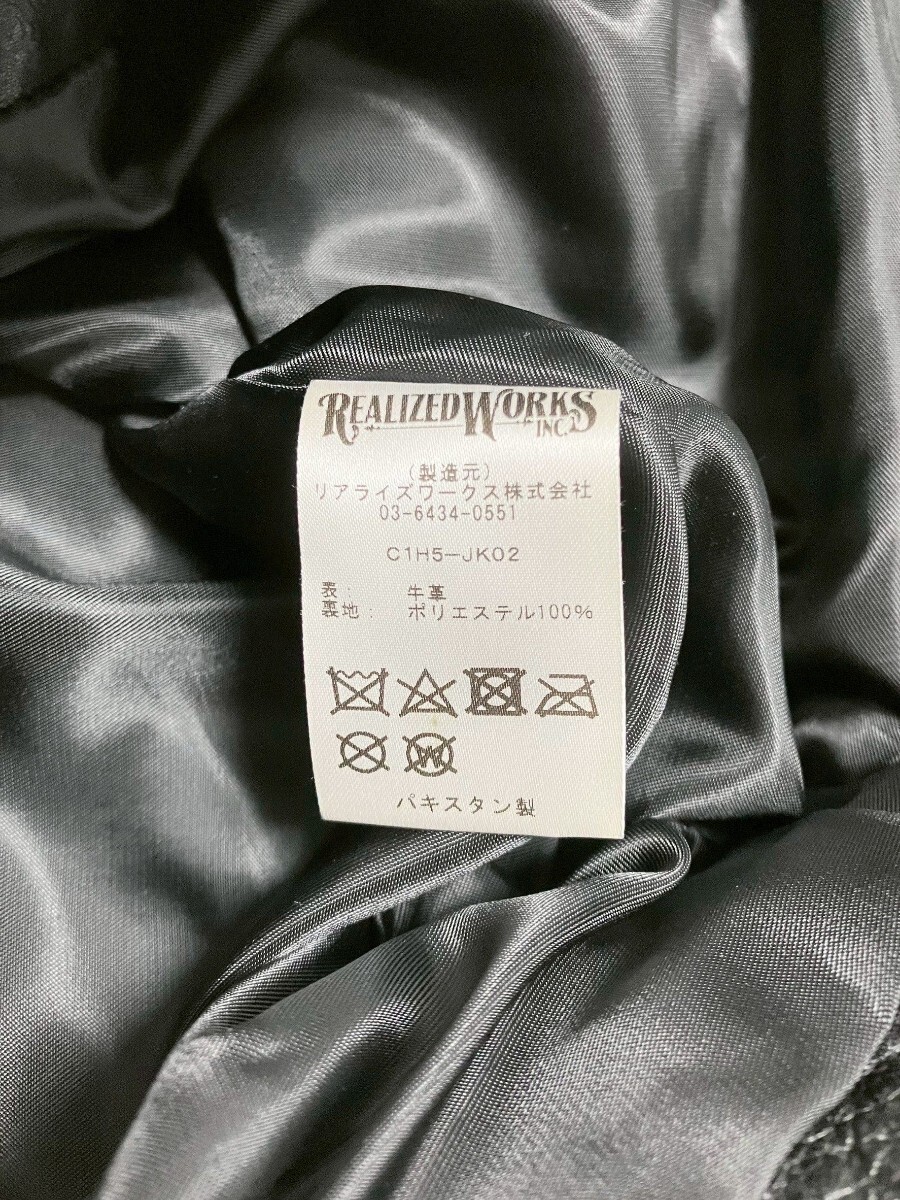 REALIZED WORKS
INC.
(製造元)
リアライズワークス株式会社
03-6434-0551
C1H5-JK02
表: 牛革
裏地: ポリエステル100%
W
パキスタン製